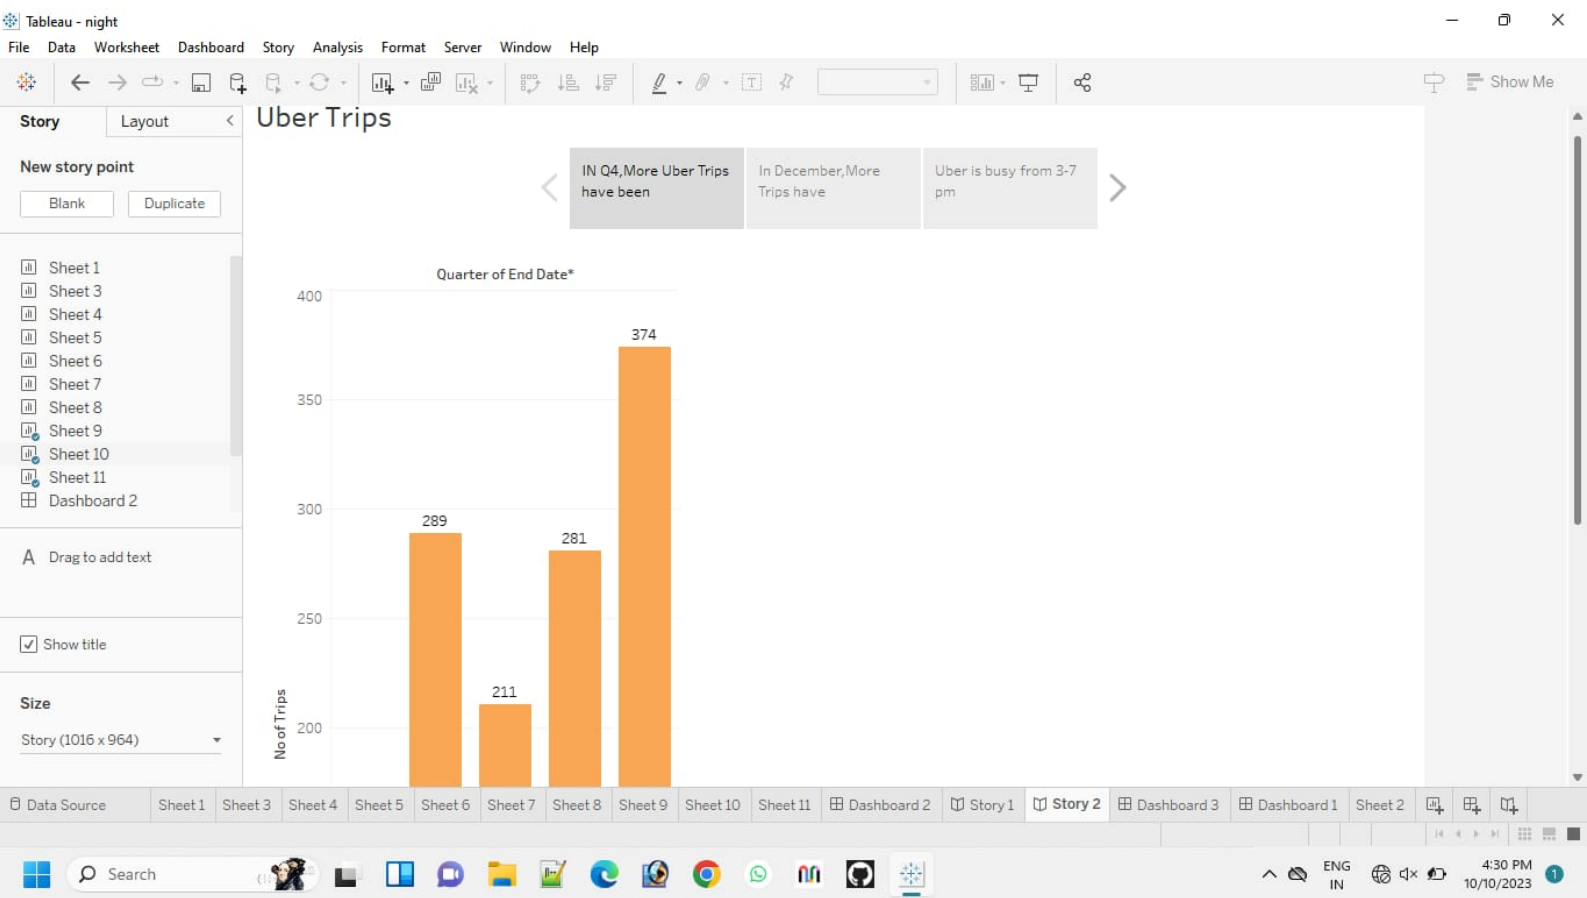 Tableau - night
File Data Worksheet Dashboard Story Analysis Format Server Window Help
Show Me
Story Layout
New story point
Blank Duplicate
Sheet 1
Sheet 3
Sheet 4
Sheet 5
Sheet 6
Sheet 7
Sheet 8
Sheet 9
Sheet 10
Sheet 11
Dashboard 2
A Drag to add text
Show title
Size
Story (1016 x 964)
Uber Trips
IN Q4,More Uber Trips
have been
In December,More
Trips have
Uber is busy from 3-7
pm
Quarter of End Date*
400
350
300
250
200
No of Trips
289
211
281
374
Data Source Sheet 1 Sheet 3 Sheet 4 Sheet 5 Sheet 6 Sheet 7 Sheet 8 Sheet 9 Sheet 10 Sheet 11 Dashboard 2 Story 1 Story 2 Dashboard 3 Dashboard 1 Sheet 2
Search
ENG
IN
4:30 PM
10/10/2023
1